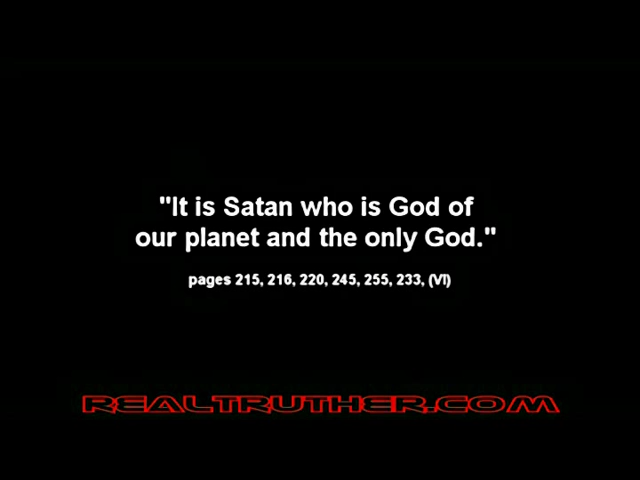 "It is Satan who is God of
our planet and the only God."
pages 215, 216, 220, 245, 255, 233, (VI)
REALTRUTHER.COM